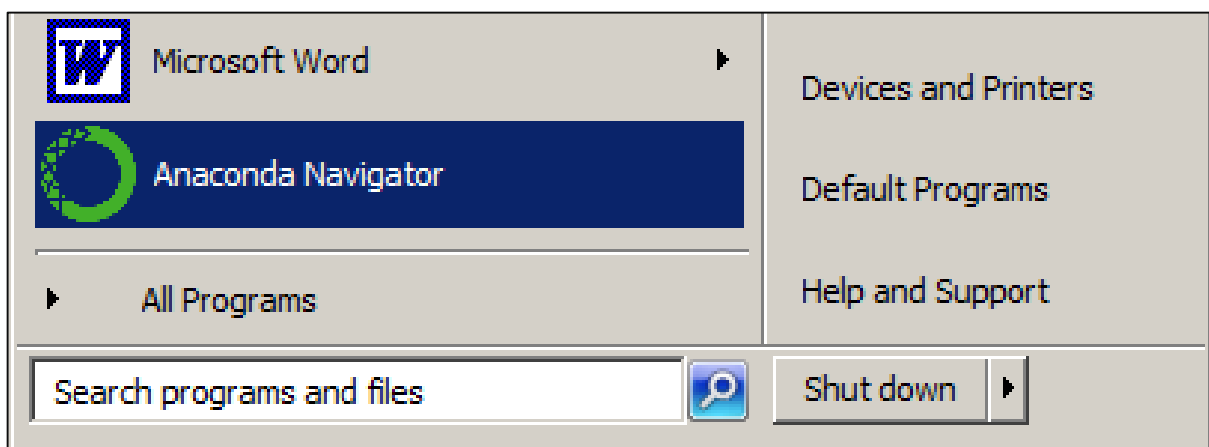 Microsoft Word
Anaconda Navigator
All Programs
Search programs and files
Devices and Printers
Default Programs
Help and Support
Shut down